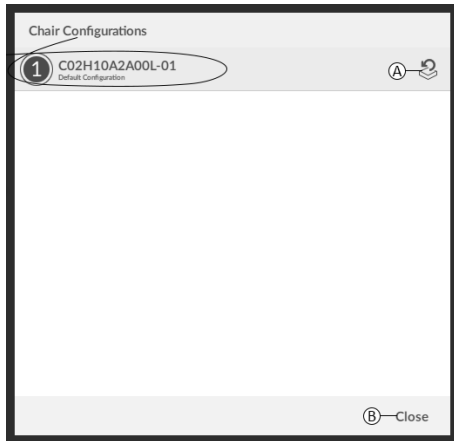 Chair Configurations
1 C02H10A2A00L-01
Default Configuration
A
B Close